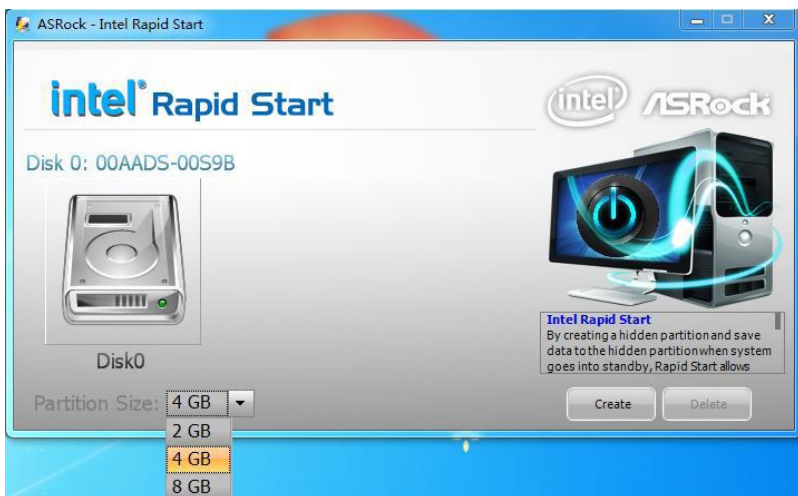 ASRock - Intel Rapid Start
intel® Rapid Start
intel ASRock
Disk 0: 00AADS-00S9B
Disk0
Intel Rapid Start
By creating a hidden partition and save
data to the hidden partition when system
goes into standby, Rapid Start allows
Partition Size: 4 GB
Create Delete
2 GB
4 GB
8 GB